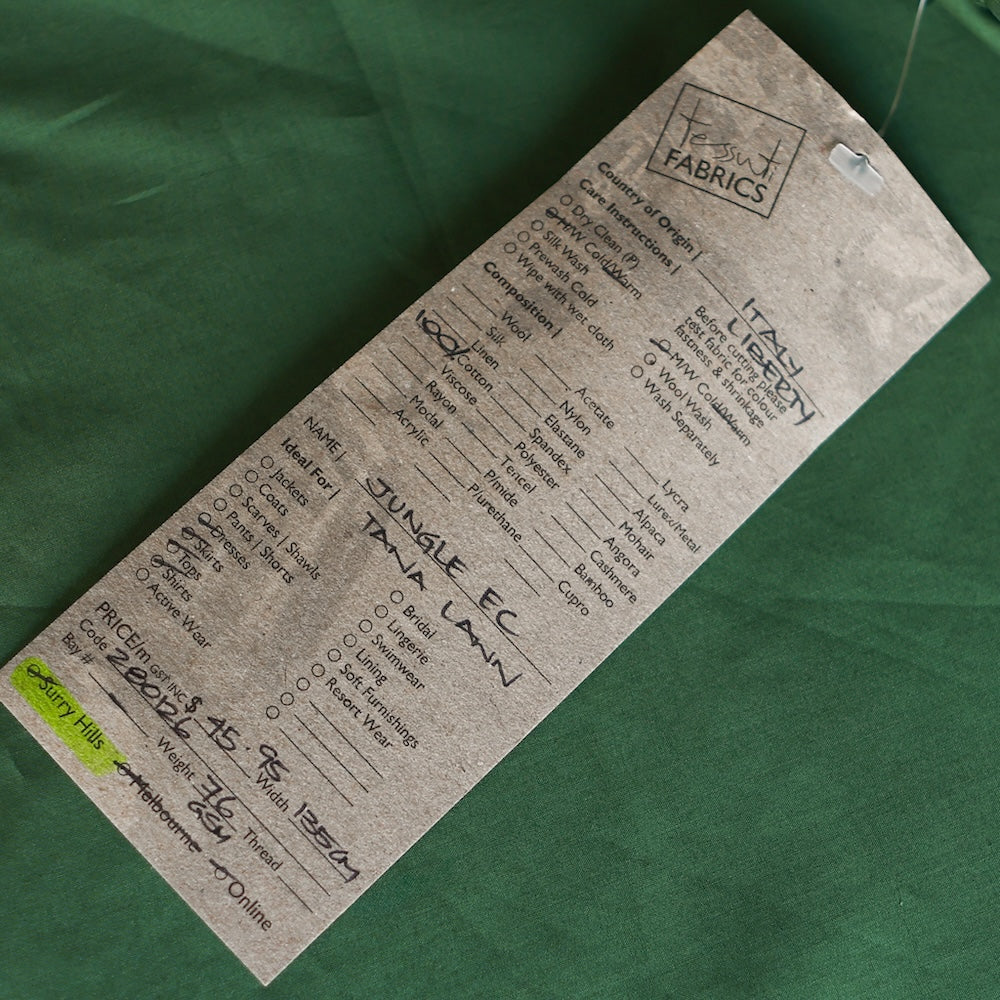 tessuti
FABRICS
Country of Origin | ITALY
Care Instructions | LIBERTY
Dry Clean (P)
H/W Cold/Warm
Silk Wash
Prewash Cold
Wipe with wet cloth
Before cutting please
test fabric for colour
fastness & shrinkage
M/W Cold/Warm
Wool Wash
Wash Separately
Composition |
Wool
Silk
Linen
100% Cotton
Viscose
Rayon
Modal
Acrylic
Acetate
Nylon
Elastane
Spandex
Polyester
Tencel
P/mide
P/urethane
Lycra
Lurex/Metal
Alpaca
Mohair
Angora
Cashmere
Bamboo
Cupro
NAME | JUNGLE EC
Ideal For | TANA LAWN
Jackets
Coats
Scarves | Shawls
Pants | Shorts
Dresses
Skirts
Tops
Shirts
Active Wear
Bridal
Lingerie
Swimwear
Lining
Soft Furnishings
Resort Wear
PRICE/m GST INC $ 45.95
Code 280126 Width 135cm
Bay # Weight 76 GSM Thread
Surry Hills Melbourne Online